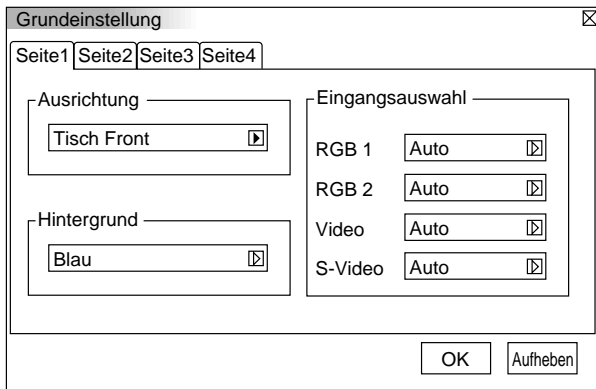 Grundeinstellung
Seite1 Seite2 Seite3 Seite4
Ausrichtung
Tisch Front
Hintergrund
Blau
Eingangsauswahl
RGB 1 Auto
RGB 2 Auto
Video Auto
S-Video Auto
OK Aufheben